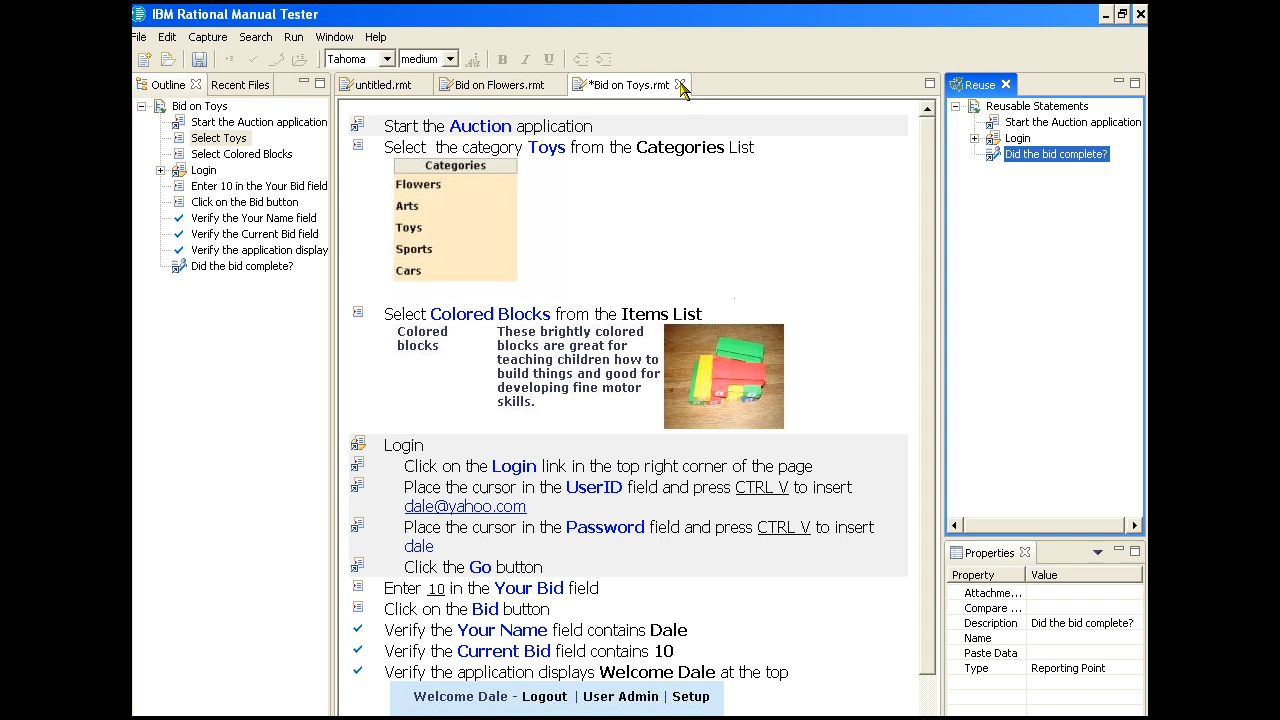 IBM Rational Manual Tester
File Edit Capture Search Run Window Help
Tahoma medium B I U
Outline Recent Files
untitled.rmt Bid on Flowers.rmt *Bid on Toys.rmt
Reuse
Bid on Toys
Start the Auction application
Select Toys
Select Colored Blocks
Login
Enter 10 in the Your Bid field
Click on the Bid button
Verify the Your Name field
Verify the Current Bid field
Verify the application display
Did the bid complete?
Start the Auction application
Select the category Toys from the Categories List
Categories
Flowers
Arts
Toys
Sports
Cars
Select Colored Blocks from the Items List
Colored
blocks
These brightly colored
blocks are great for
teaching children how to
build things and good for
developing fine motor
skills.
Login
Click on the Login link in the top right corner of the page
Place the cursor in the UserID field and press CTRL V to insert
dale@yahoo.com
Place the cursor in the Password field and press CTRL V to insert
dale
Click the Go button
Enter 10 in the Your Bid field
Click on the Bid button
Verify the Your Name field contains Dale
Verify the Current Bid field contains 10
Verify the application displays Welcome Dale at the top
Welcome Dale - Logout | User Admin | Setup
Reusable Statements
Start the Auction application
Login
Did the bid complete?
Properties
Property Value
Attachme...
Compare ...
Description Did the bid complete?
Name
Paste Data
Type Reporting Point